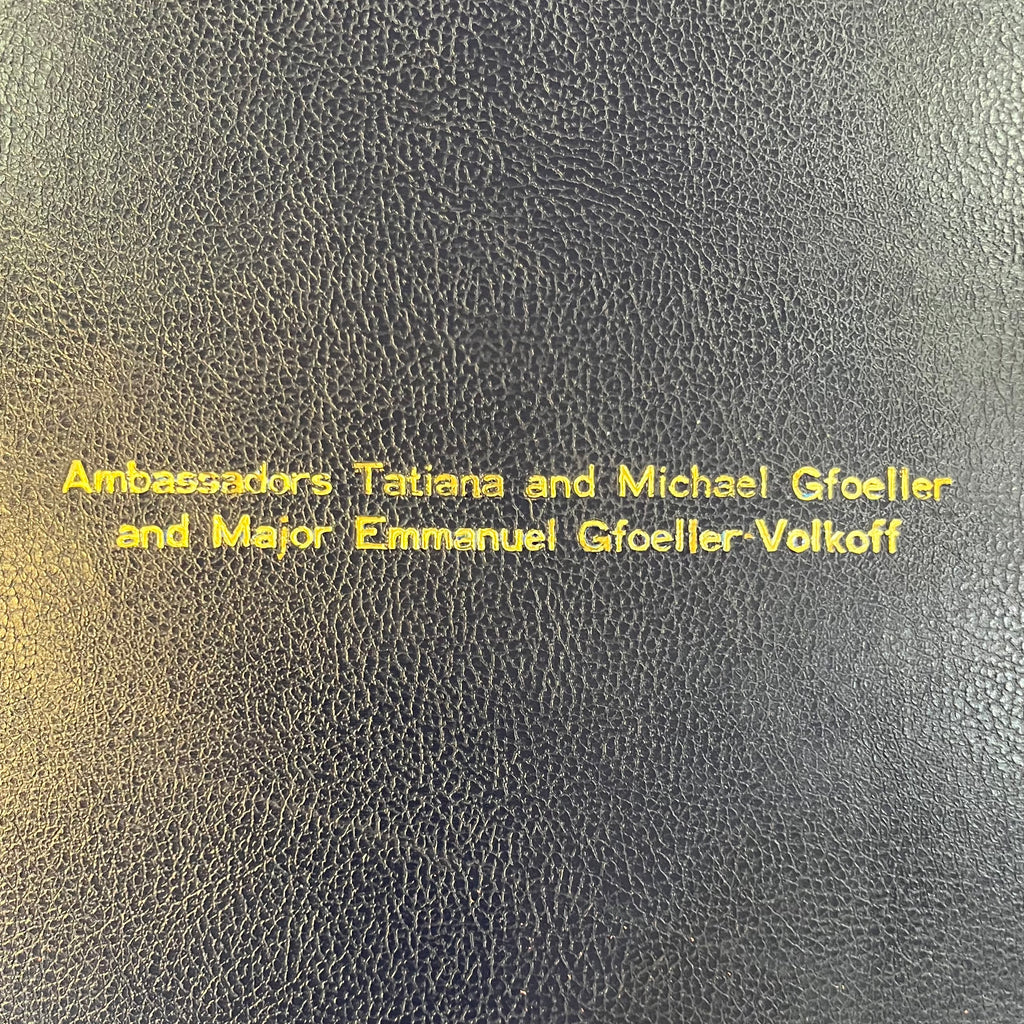 Ambassadors Tatiana and Michael Gfoeller
and Major Emmanuel Gfoeller-Volkoff